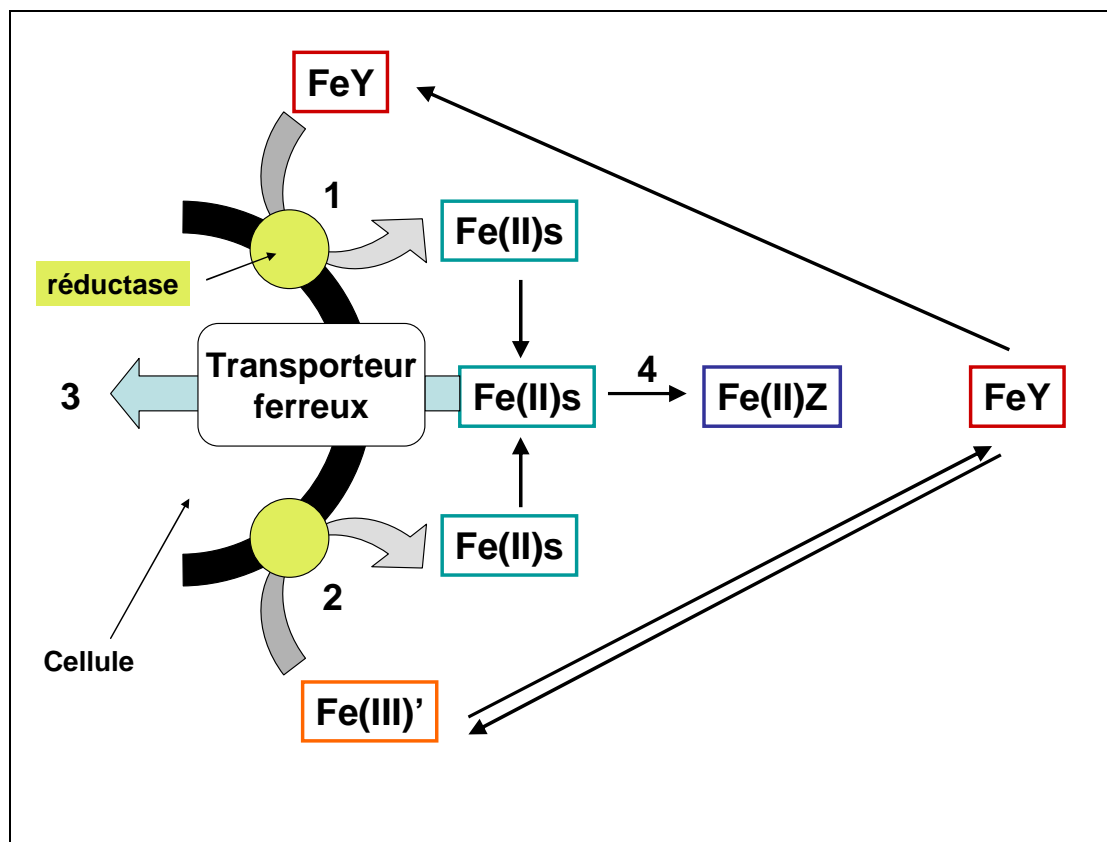 FeY
1
Fe(II)s
réductase
Transporteur
ferreux
3
Fe(II)s
4
Fe(II)Z
FeY
Fe(II)s
2
Cellule
Fe(III)’